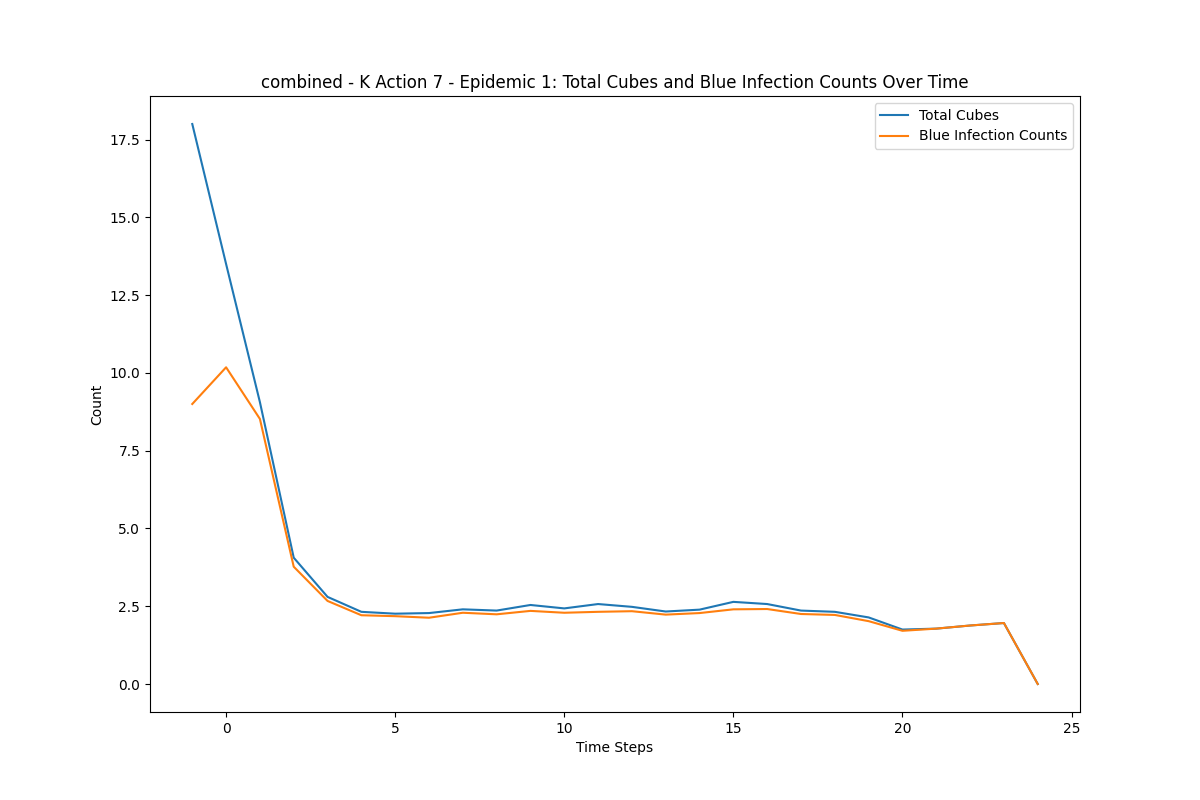 combined - K Action 7 - Epidemic 1: Total Cubes and Blue Infection Counts Over Time
Total Cubes
Blue Infection Counts
17.5
15.0
12.5
10.0
7.5
5.0
2.5
0.0
Count
0 5 10 15 20 25
Time Steps